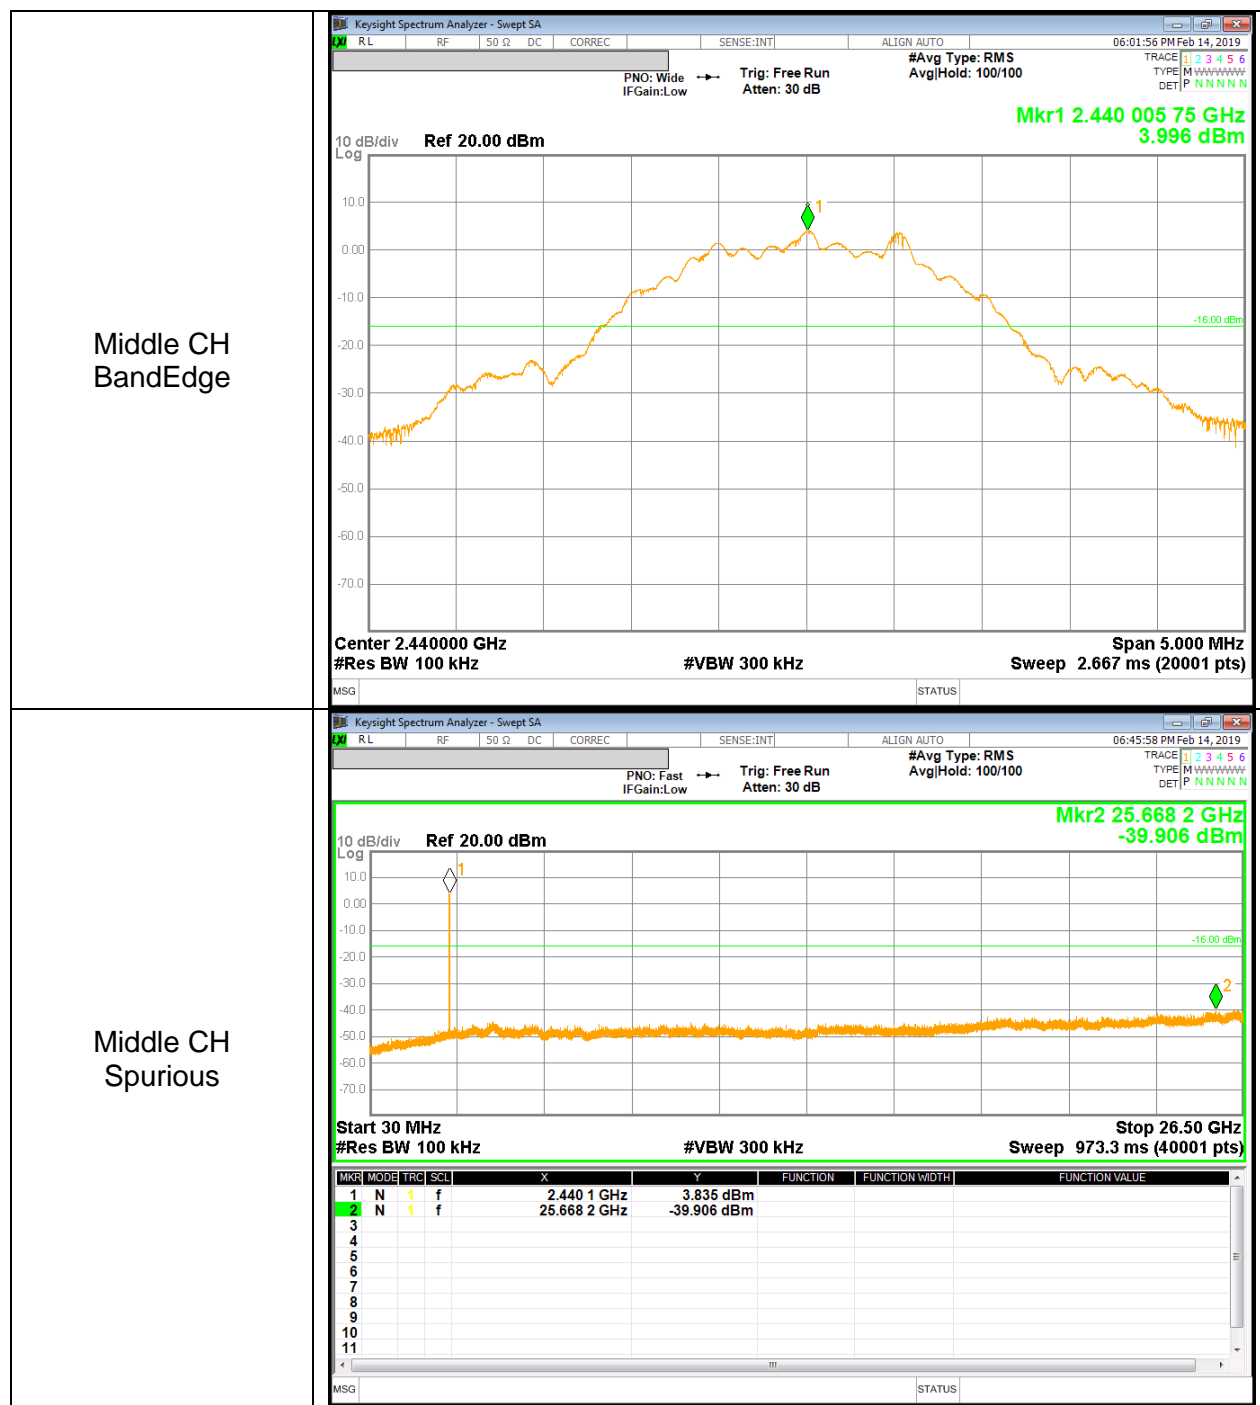 Middle CH
BandEdge
Keysight Spectrum Analyzer - Swept SA
LXI RL RF 50 Ω DC CORREC SENSE:INT ALIGN AUTO 06:01:56 PM Feb 14, 2019
#Avg Type: RMS TRACE 1 2 3 4 5 6
PNO: Wide Trig: Free Run Avg|Hold: 100/100 TYPE M WWWWW
IFGain:Low Atten: 30 dB DET P N N N N N
Mkr1 2.440 005 75 GHz
3.996 dBm
10 dB/div Ref 20.00 dBm
Log
1
10.0
0.00
-10.0
-16.00 dBm
-20.0
-30.0
-40.0
-50.0
-60.0
-70.0
Center 2.440000 GHz Span 5.000 MHz
#Res BW 100 kHz #VBW 300 kHz Sweep 2.667 ms (20001 pts)
MSG STATUS
Middle CH
Spurious
Keysight Spectrum Analyzer - Swept SA
LXI RL RF 50 Ω DC CORREC SENSE:INT ALIGN AUTO 06:45:58 PM Feb 14, 2019
#Avg Type: RMS TRACE 1 2 3 4 5 6
PNO: Fast Trig: Free Run Avg|Hold: 100/100 TYPE M WWWWW
IFGain:Low Atten: 30 dB DET P N N N N N
Mkr2 25.668 2 GHz
-39.906 dBm
10 dB/div Ref 20.00 dBm
Log
1
10.0
0.00
-10.0
-16.00 dBm
-20.0
-30.0
2
-40.0
-50.0
-60.0
-70.0
Start 30 MHz Stop 26.50 GHz
#Res BW 100 kHz #VBW 300 kHz Sweep 973.3 ms (40001 pts)
MKR MODE TRC SCL X Y FUNCTION FUNCTION WIDTH FUNCTION VALUE
1 N 1 f 2.440 1 GHz 3.835 dBm
2 N 1 f 25.668 2 GHz -39.906 dBm
3
4
5
6
7
8
9
10
11
MSG STATUS